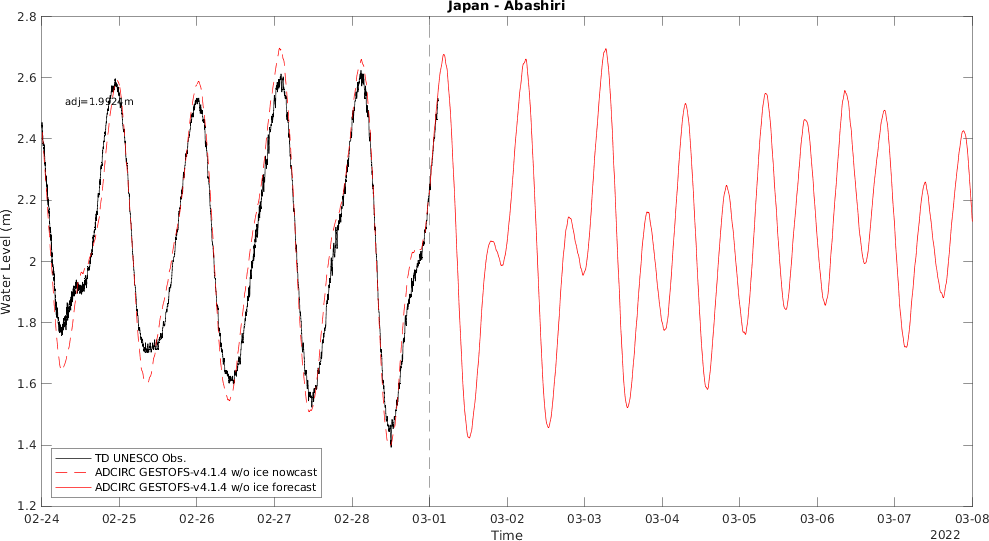 Japan - Abashiri
2.8
2.6
2.4
2.2
2
1.8
1.6
1.4
1.2
Water Level (m)
adj=1.9924m
TD UNESCO Obs.
ADCIRC GESTOFS-v4.1.4 w/o ice nowcast
ADCIRC GESTOFS-v4.1.4 w/o ice forecast
02-24 02-25 02-26 02-27 02-28 03-01 03-02 03-03 03-04 03-05 03-06 03-07 03-08
Time
2022